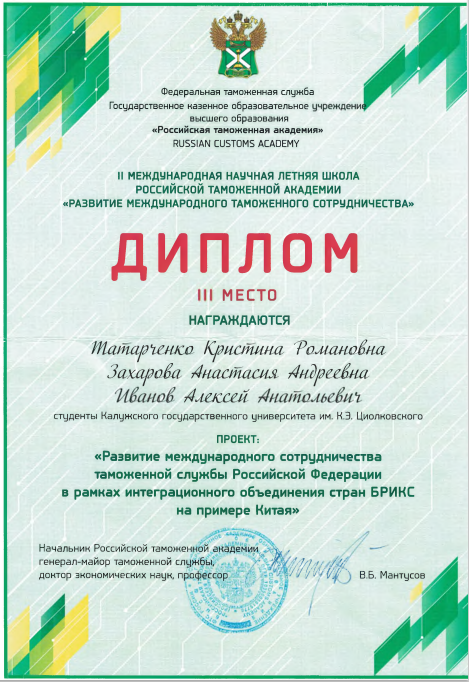 Федеральная таможенная служба
Государственное казенное образовательное учреждение
высшего образования
«Российская таможенная академия»
RUSSIAN CUSTOMS ACADEMY
II МЕЖДУНАРОДНАЯ НАУЧНАЯ ЛЕТНЯЯ ШКОЛА
РОССИЙСКОЙ ТАМОЖЕННОЙ АКАДЕМИИ
«РАЗВИТИЕ МЕЖДУНАРОДНОГО ТАМОЖЕННОГО СОТРУДНИЧЕСТВА»
ДИПЛОМ
III МЕСТО
НАГРАЖДАЮТСЯ
Татарченко Кристина Романовна
Захарова Анастасия Андреевна
Иванов Алексей Анатольевич
студенты Калужского государственного университета им. К.Э. Циолковского
ПРОЕКТ:
«Развитие международного сотрудничества
таможенной службы Российской Федерации
в рамках интеграционного объединения стран БРИКС
на примере Китая»
Начальник Российской таможенной академии
генерал-майор таможенной службы,
доктор экономических наук, профессор
В.Б. Мантусов